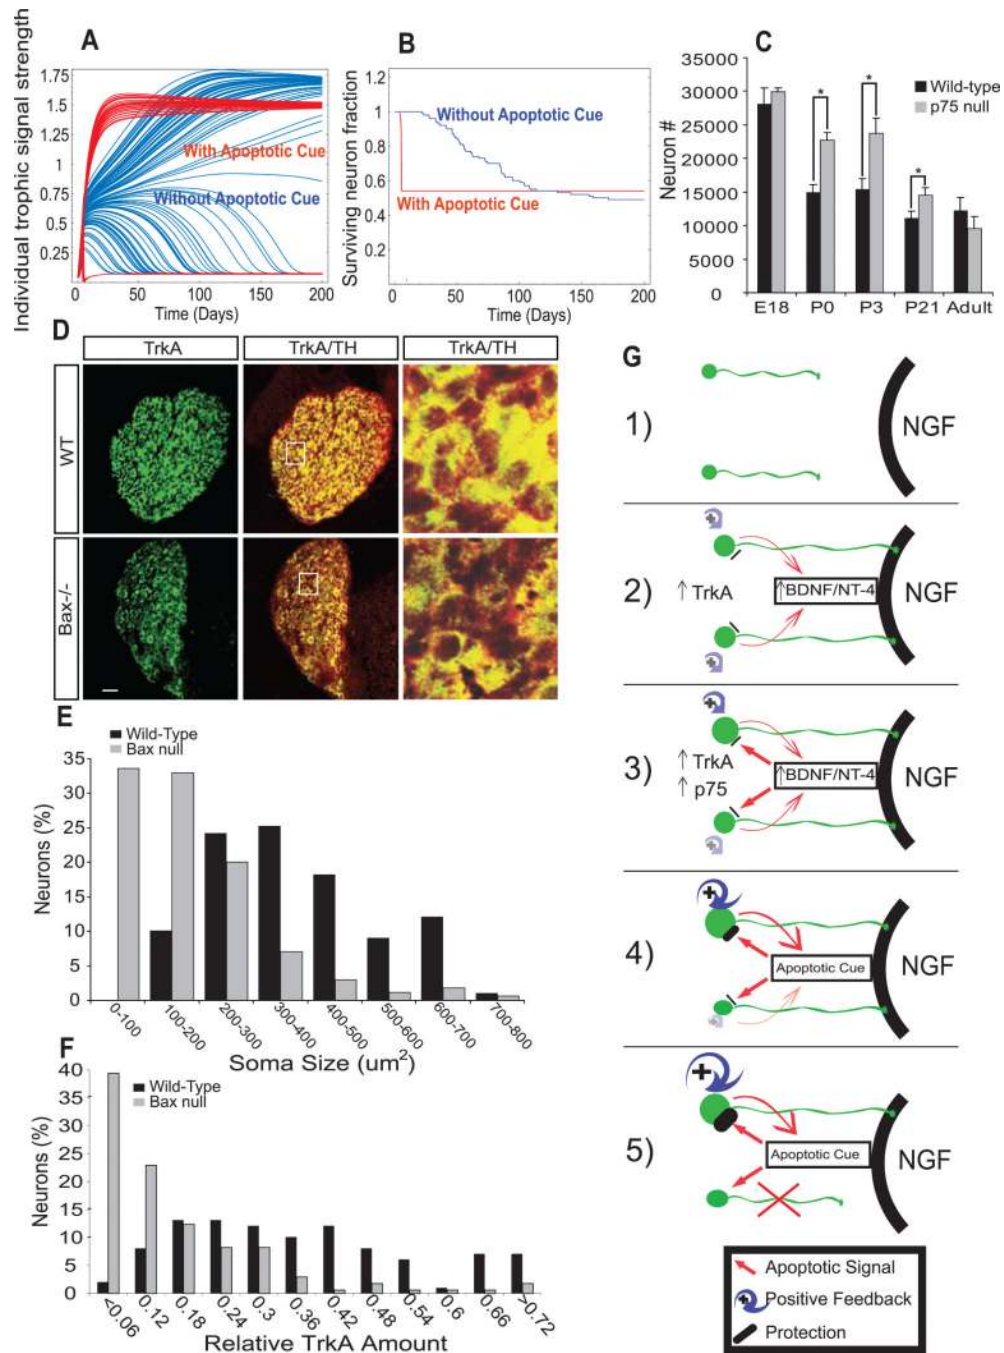 A
Individual trophic signal strength
1.75
1.5
1.25
1
0.75
0.5
0.25
With Apoptotic Cue
Without Apoptotic Cue
0
50
100
150
200
Time (Days)
B
Surviving neuron fraction
1.2
1
0.8
0.6
0.4
0.2
Without Apoptotic Cue
With Apoptotic Cue
0
50
100
150
200
Time (Days)
C
Neuron #
35000
30000
25000
20000
15000
10000
5000
0
Wild-type
p75 null
*
*
*
E18
P0
P3
P21
Adult
D
TrkA
TrkA/TH
TrkA/TH
WT
Bax-/-
E
Wild-Type
Bax null
Neurons (%)
35
30
25
20
15
10
5
0
0-100
100-200
200-300
300-400
400-500
500-600
600-700
700-800
Soma Size (um²)
F
Wild-Type
Bax null
Neurons (%)
40
35
30
25
20
15
10
5
0
<0.06
0.12
0.18
0.24
0.3
0.36
0.42
0.48
0.54
0.6
0.66
>0.72
Relative TrkA Amount
G
1)
NGF
2)
↑ TrkA
+
↑BDNF/NT-4
+
NGF
3)
↑ TrkA
↑ p75
+
↑BDNF/NT-4
+
NGF
4)
+
Apoptotic Cue
+
NGF
5)
+
Apoptotic Cue
NGF
Apoptotic Signal
+
Positive Feedback
Protection